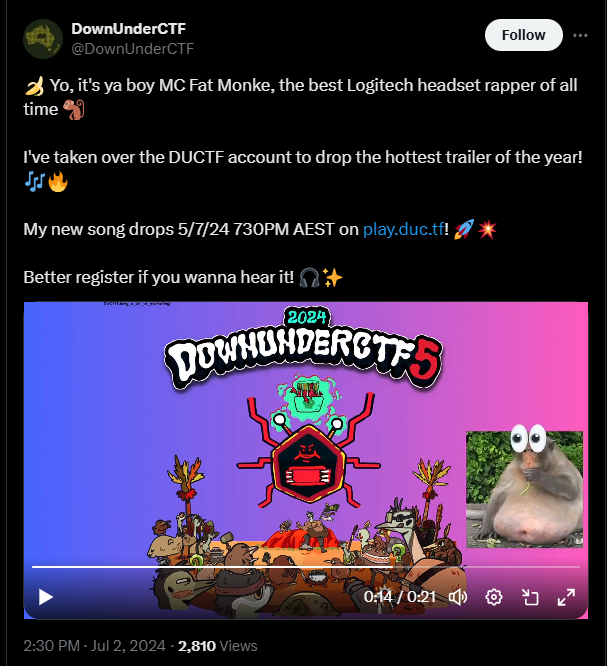 DownUnderCTF
@DownUnderCTF
Follow
Yo, it's ya boy MC Fat Monke, the best Logitech headset rapper of all
time
I've taken over the DUCTF account to drop the hottest trailer of the year!
My new song drops 5/7/24 730PM AEST on play.duc.tf!
Better register if you wanna hear it!
2024
DOWNUNDERCTF5
0:14 / 0:21
2:30 PM · Jul 2, 2024 · 2,810 Views